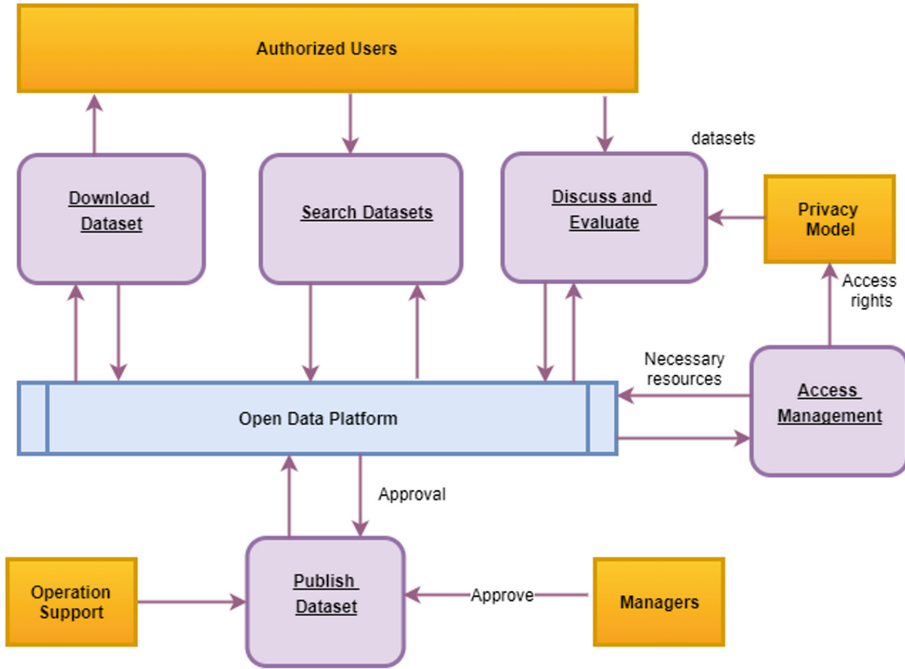 Authorized Users
datasets
Download
Dataset
Search Datasets
Discuss and
Evaluate
Privacy
Model
Access
rights
Necessary
resources
Access
Management
Open Data Platform
Approval
Operation
Support
Publish
Dataset
Approve
Managers